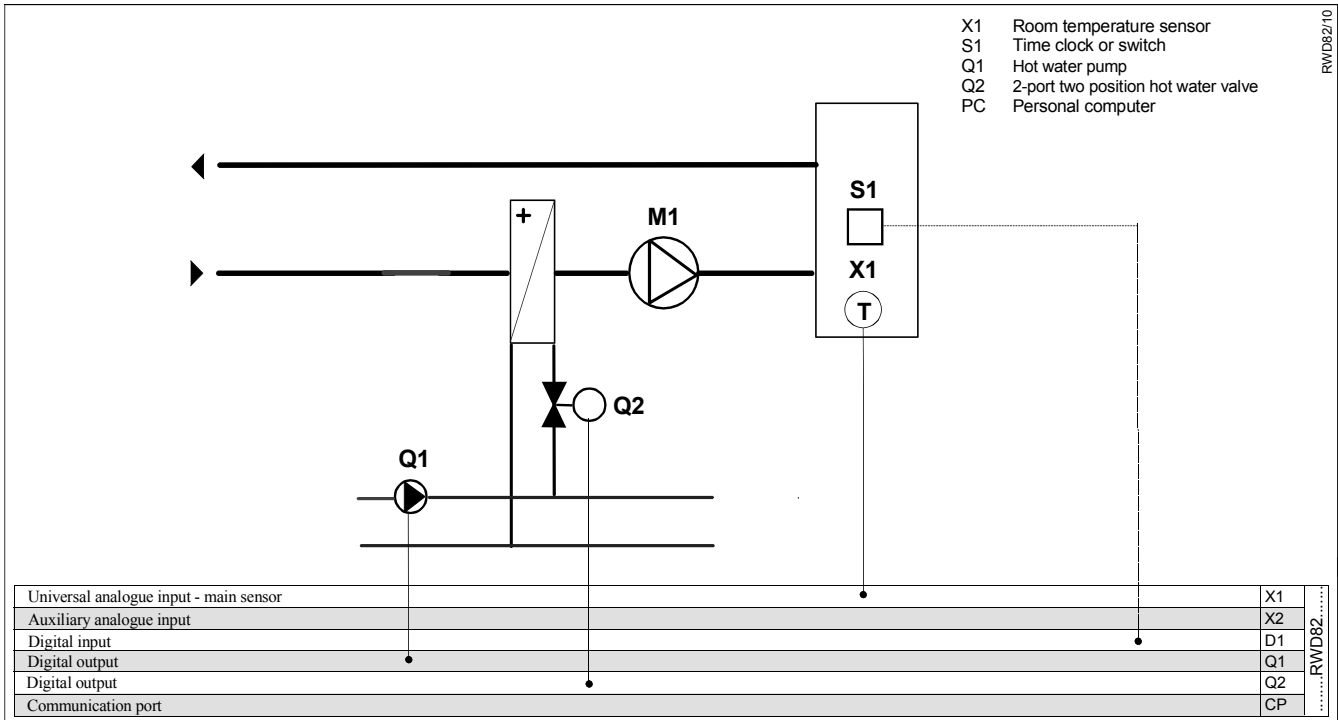 X1 Room temperature sensor
S1 Time clock or switch
Q1 Hot water pump
Q2 2-port two position hot water valve
PC Personal computer
RWD82/10
S1
+
M1
X1
T
Q2
Q1
Universal analogue input - main sensor X1
Auxiliary analogue input X2
Digital input D1
Digital output Q1
Digital output Q2
Communication port CP
.......RWD82.......